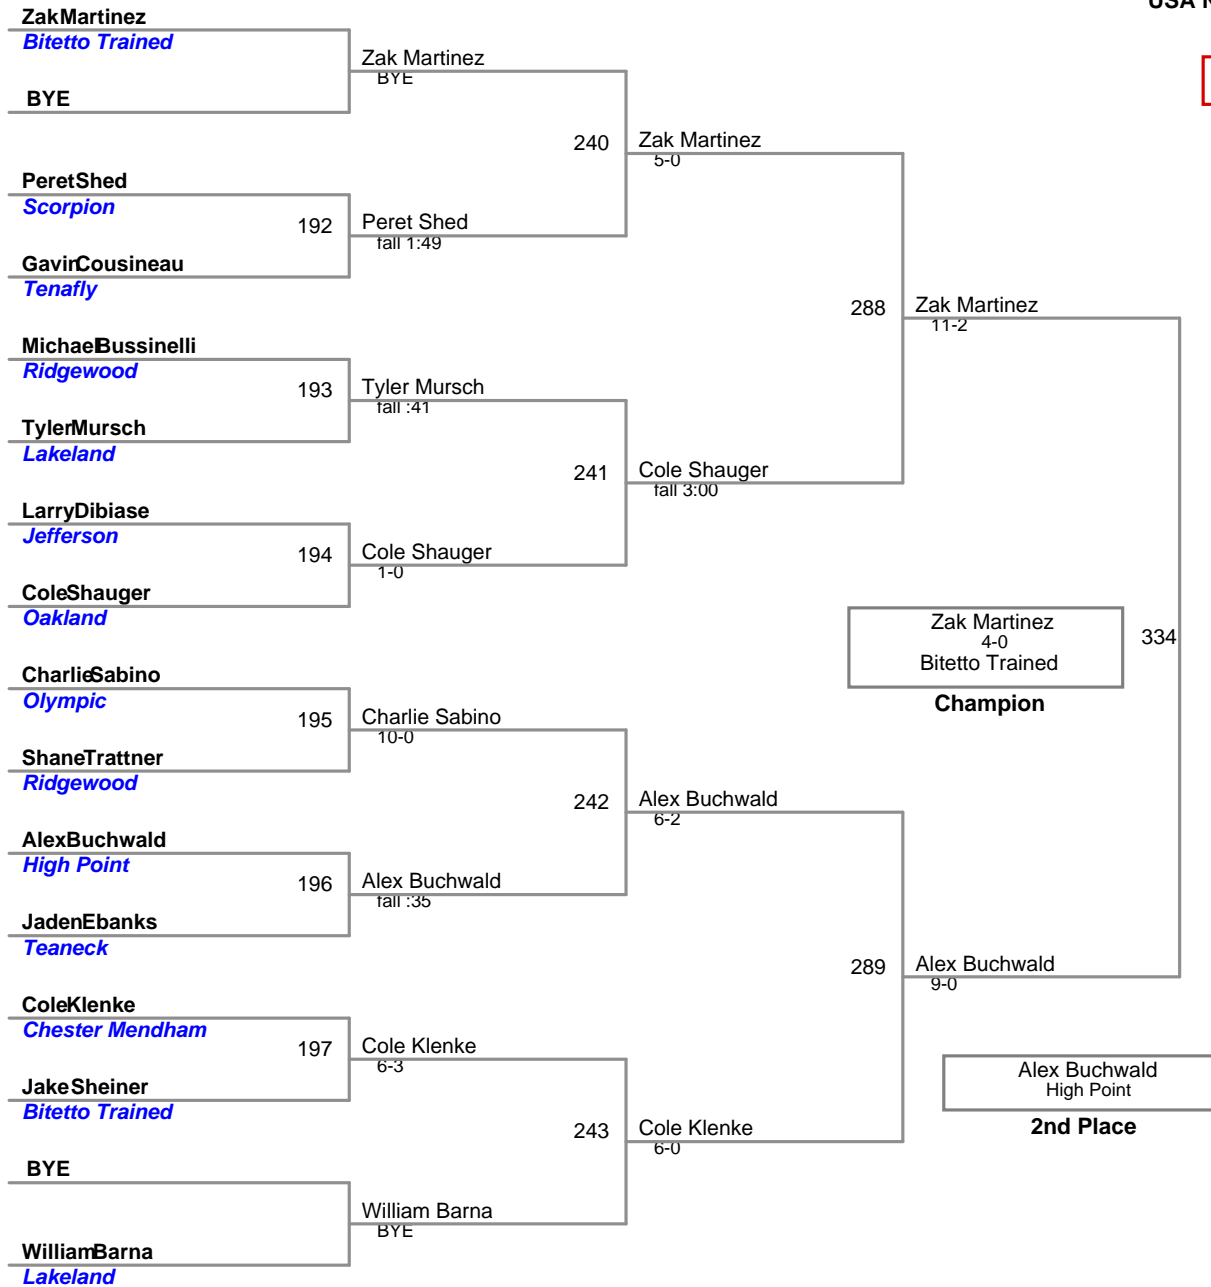 USA N
ZakMartinez
Bitetto Trained
BYE
PeretShed
Scorpion
GavinCousineau
Tenafly
MichaelBussinelli
Ridgewood
TylerMursch
Lakeland
LarryDibiase
Jefferson
ColeShauger
Oakland
CharlieSabino
Olympic
ShaneTrattner
Ridgewood
AlexBuchwald
High Point
JadenEbanks
Teaneck
ColeKlenke
Chester Mendham
JakeSheiner
Bitetto Trained
BYE
WilliamBarna
Lakeland
192
193
194
195
196
197
Zak Martinez
BYE
Peret Shed
fall 1:49
Tyler Mursch
fall :41
Cole Shauger
1-0
Charlie Sabino
10-0
Alex Buchwald
fall :35
Cole Klenke
6-3
William Barna
BYE
240
241
242
243
Zak Martinez
5-0
Cole Shauger
fall 3:00
Alex Buchwald
6-2
Cole Klenke
6-0
288
289
Zak Martinez
11-2
Alex Buchwald
9-0
334
Zak Martinez
4-0
Bitetto Trained
Champion
Alex Buchwald
High Point
2nd Place